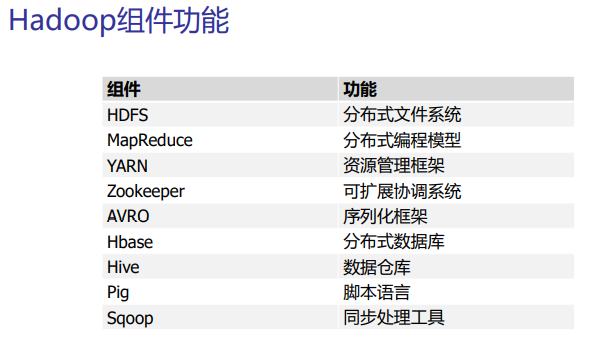 Hadoop组件功能
组件 功能
HDFS 分布式文件系统
MapReduce 分布式编程模型
YARN 资源管理框架
Zookeeper 可扩展协调系统
AVRO 序列化框架
Hbase 分布式数据库
Hive 数据仓库
Pig 脚本语言
Sqoop 同步处理工具